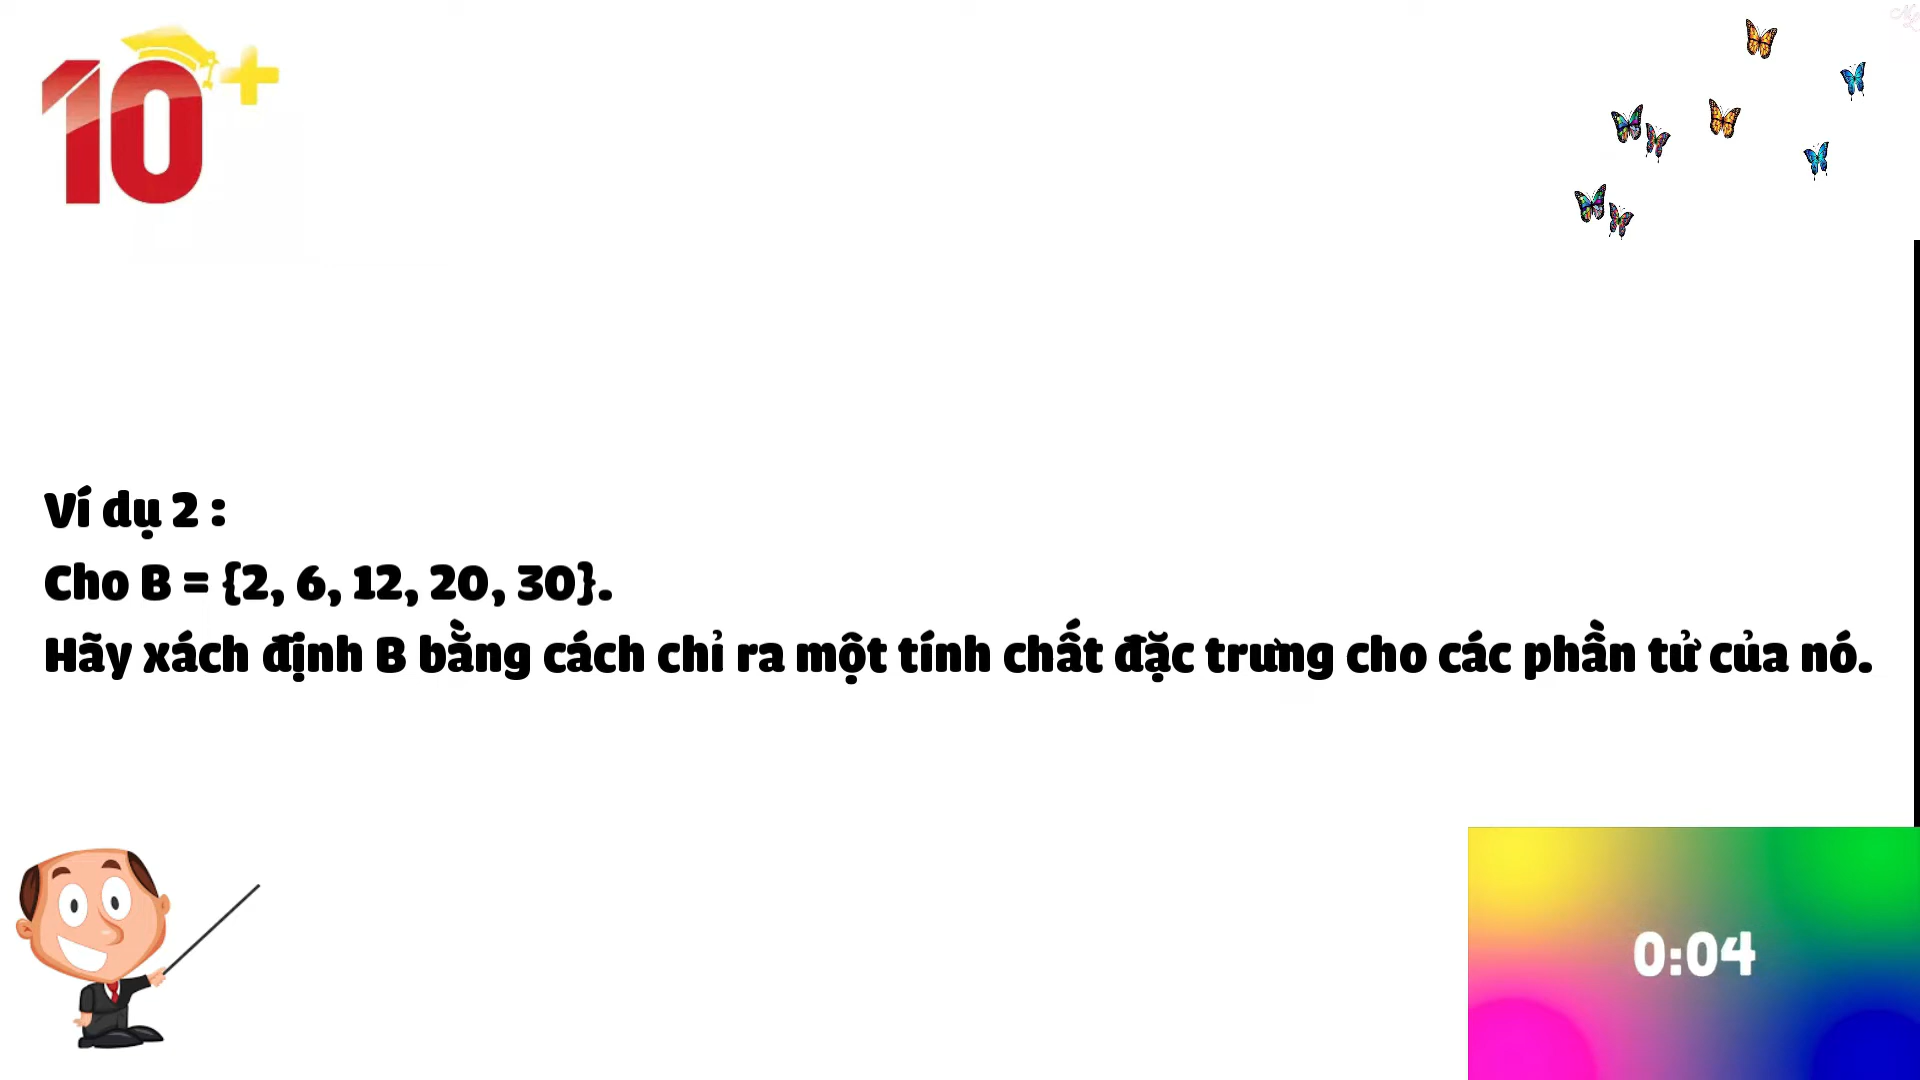 10+
Ví dụ 2 :
Cho B = {2, 6, 12, 20, 30}.
Hãy xách định B bằng cách chỉ ra một tính chất đặc trưng cho các phần tử của nó.
0:04